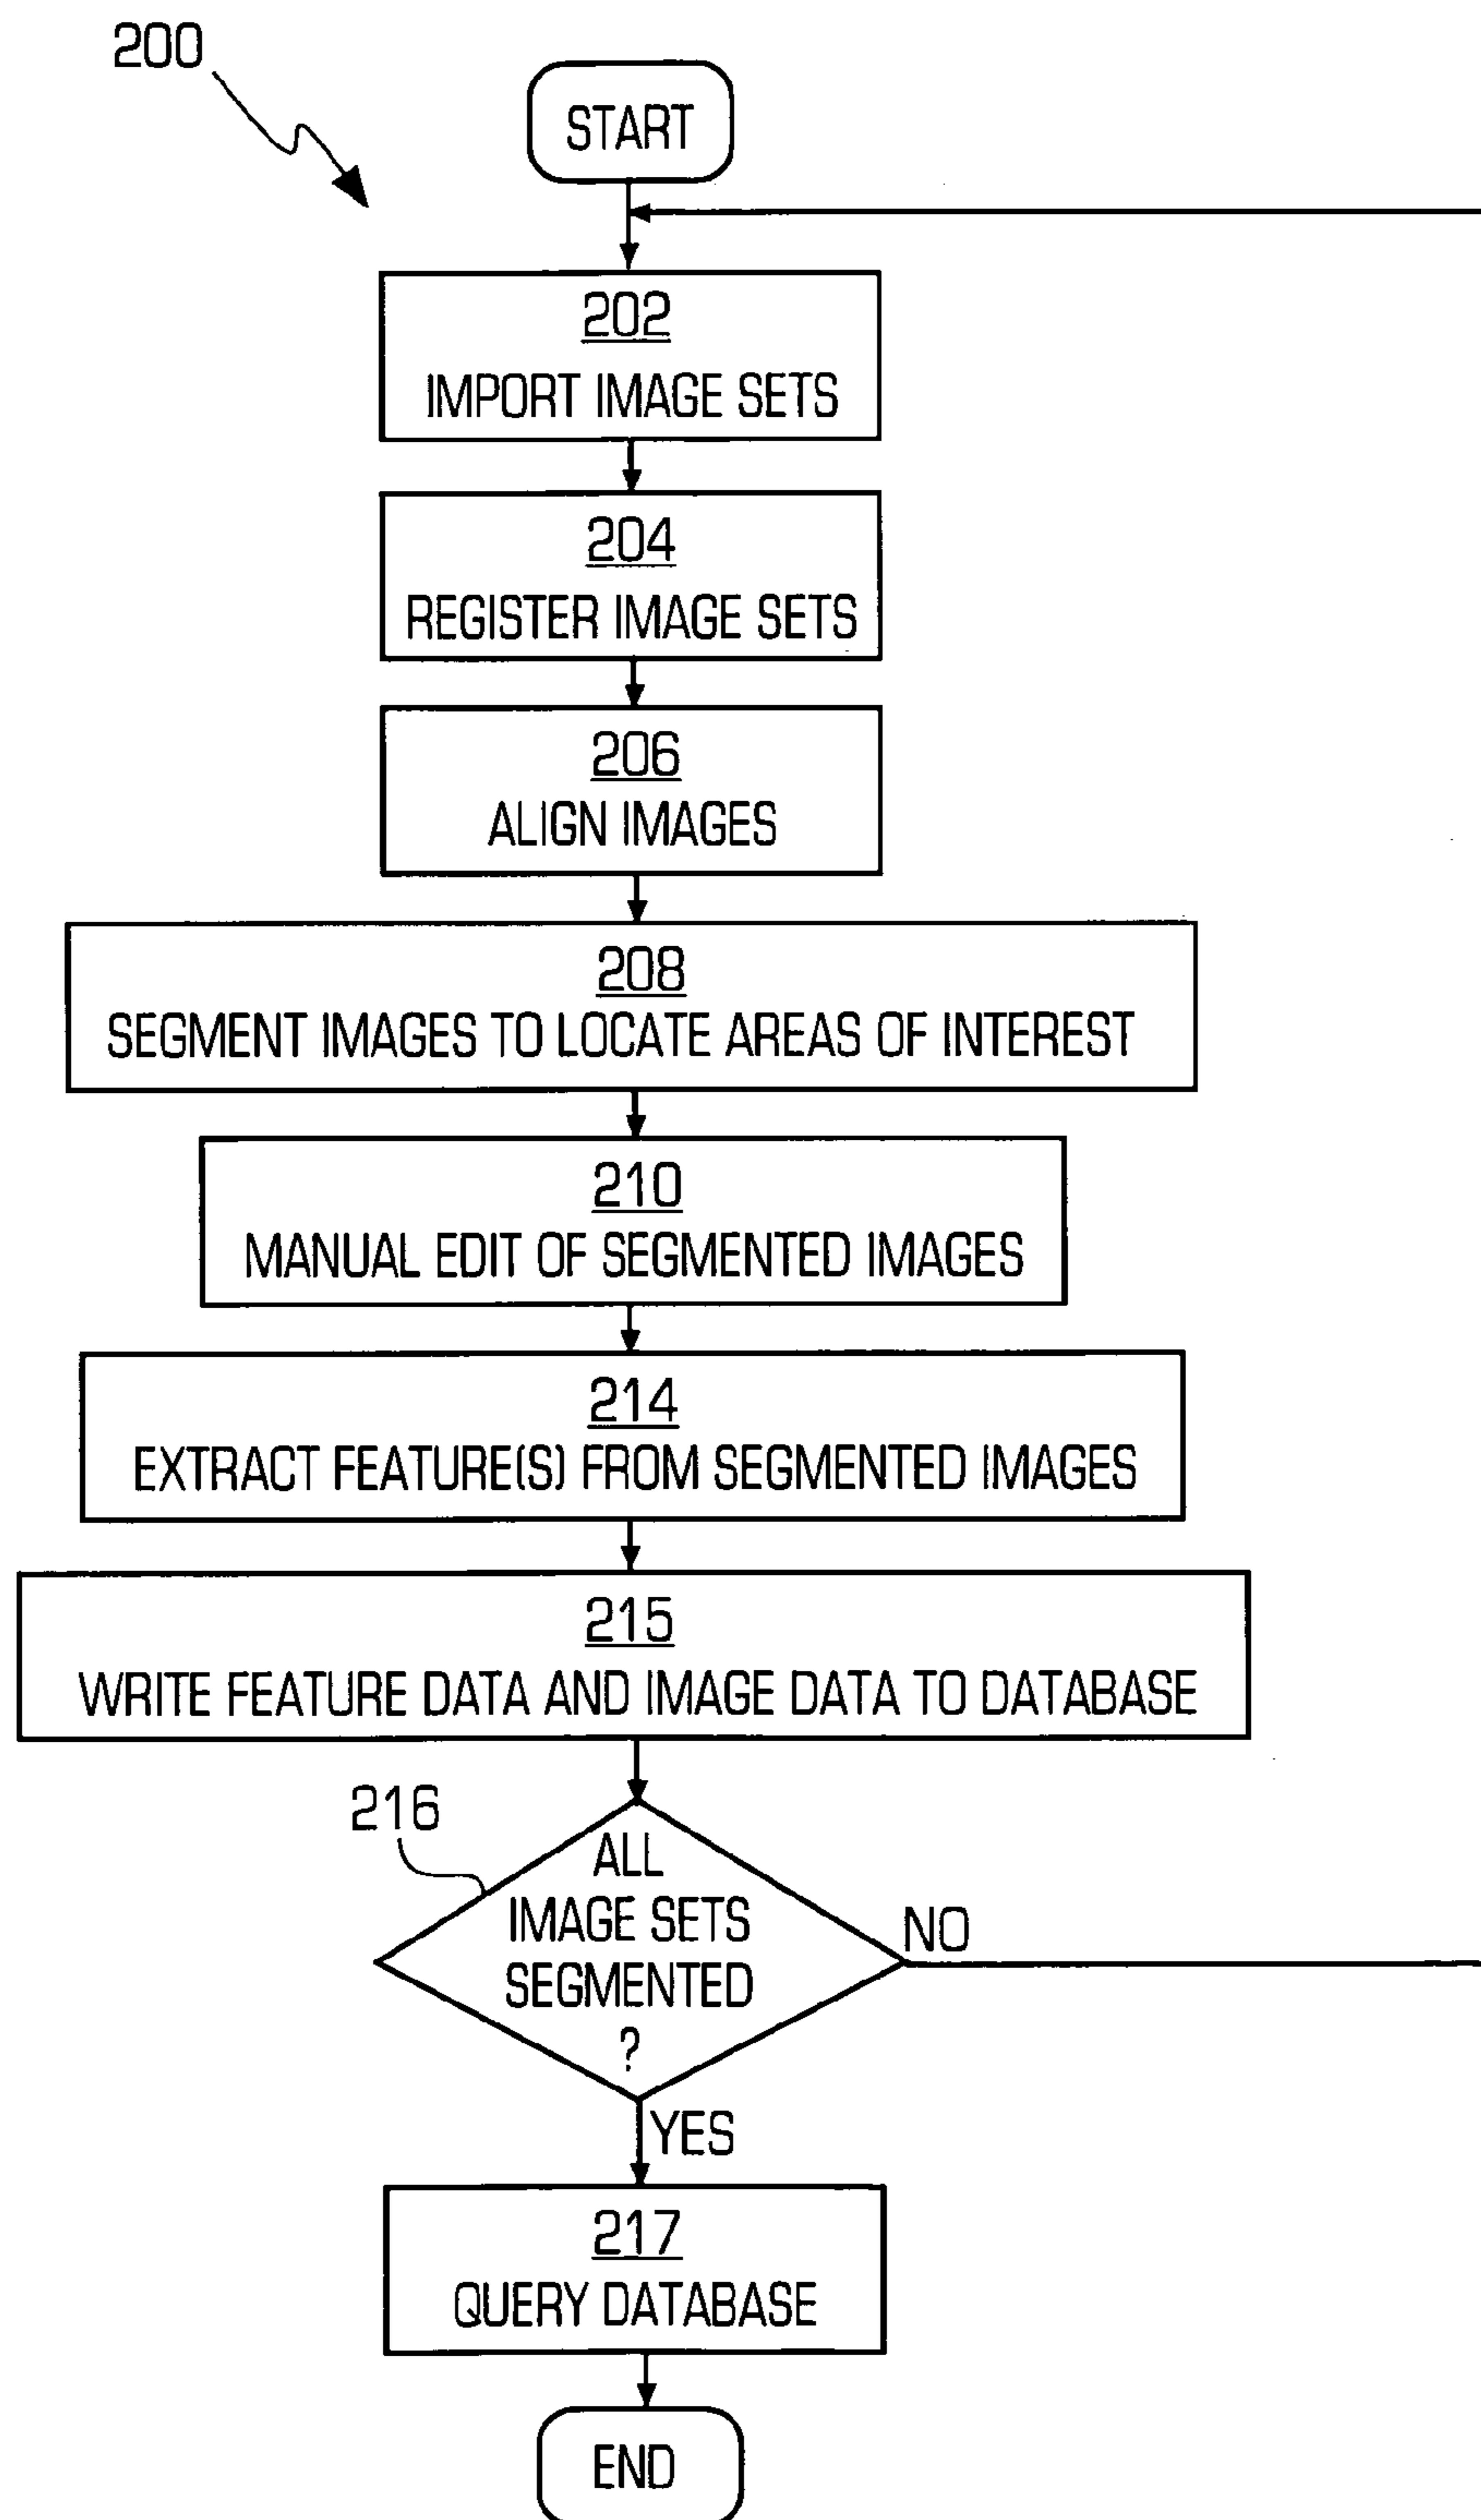 200
START
202
IMPORT IMAGE SETS
204
REGISTER IMAGE SETS
206
ALIGN IMAGES
208
SEGMENT IMAGES TO LOCATE AREAS OF INTEREST
210
MANUAL EDIT OF SEGMENTED IMAGES
214
EXTRACT FEATURE(S) FROM SEGMENTED IMAGES
215
WRITE FEATURE DATA AND IMAGE DATA TO DATABASE
216
ALL
IMAGE SETS
SEGMENTED
?
NO
YES
217
QUERY DATABASE
END